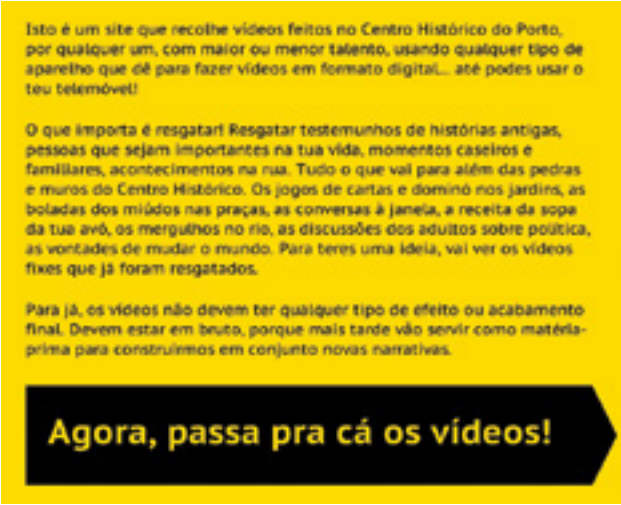 Isto é um site que recolhe vídeos feitos no Centro Histórico do Porto,
por qualquer um, com maior ou menor talento, usando qualquer tipo de
aparelho que dê para fazer vídeos em formato digital... até podes usar o
teu telemóvel!
O que importa é resgatar! Resgatar testemunhos de histórias antigas,
pessoas que sejam importantes na tua vida, momentos caseiros e
familiares, acontecimentos na rua. Tudo o que vai para além das pedras
e muros do Centro Histórico. Os jogos de cartas e dominó nos jardins, as
boladas dos miúdos nas praças, as conversas à janela, a receita da sopa
da tua avó, os mergulhos no rio, as discussões dos adultos sobre política,
as vontades de mudar o mundo. Para teres uma ideia, vai ver os vídeos
fixes que já foram resgatados.
Para já, os vídeos não devem ter qualquer tipo de efeito ou acabamento
final. Devem estar em bruto, porque mais tarde vão servir como matéria-
prima para construirmos em conjunto novas narrativas.
Agora, passa pra cá os vídeos!